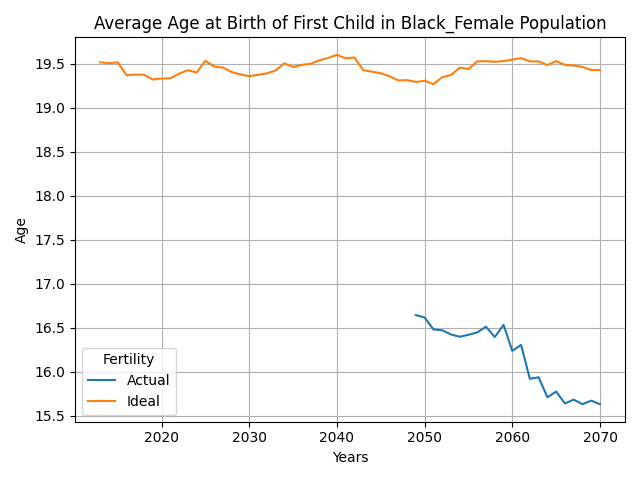 Average Age at Birth of First Child in Black_Female Population
19.5
19.0
18.5
18.0
17.5
17.0
16.5
16.0
15.5
Age
Fertility
Actual
Ideal
2020 2030 2040 2050 2060 2070
Years